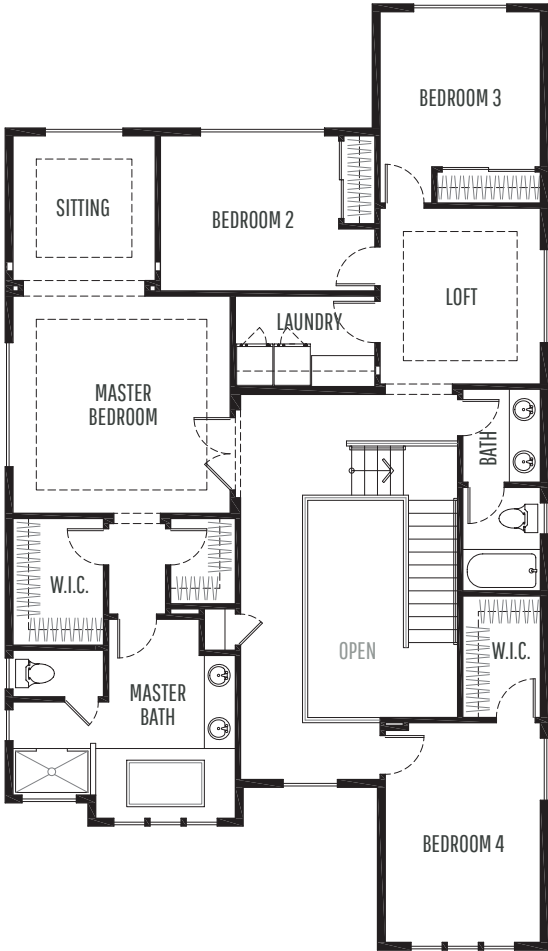 BEDROOM 3
SITTING
BEDROOM 2
LOFT
LAUNDRY
MASTER
BEDROOM
BATH
W.I.C.
OPEN
W.I.C.
MASTER
BATH
BEDROOM 4